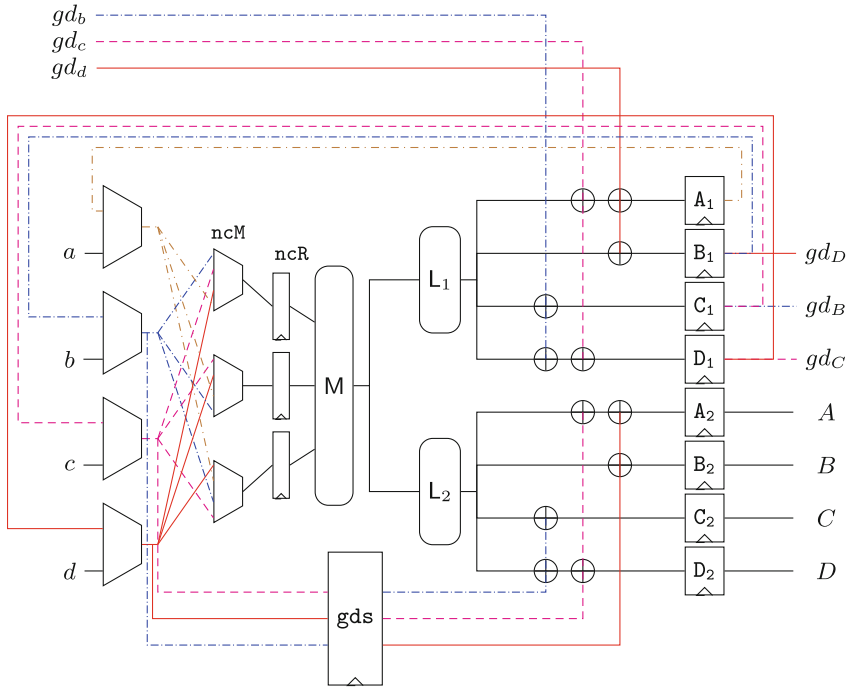 gd_b
gd_c
gd_d
a
b
c
d
ncM
ncR
M
L_1
L_2
gds
A_1
B_1
C_1
D_1
A_2
B_2
C_2
D_2
gd_D
gd_B
gd_C
A
B
C
D